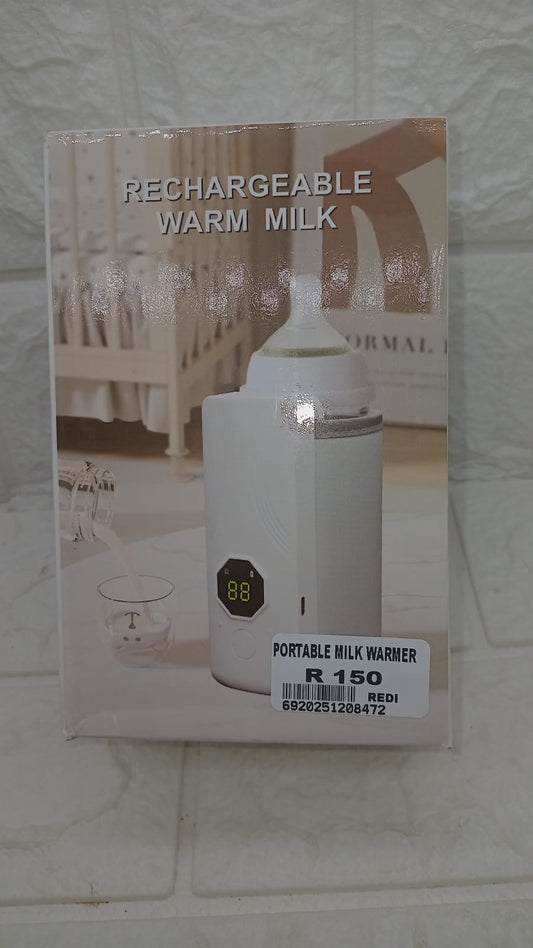 RECHARGEABLE
WARM MILK
ORMAL
88
PORTABLE MILK WARMER
R 150
REDI
6920251208472